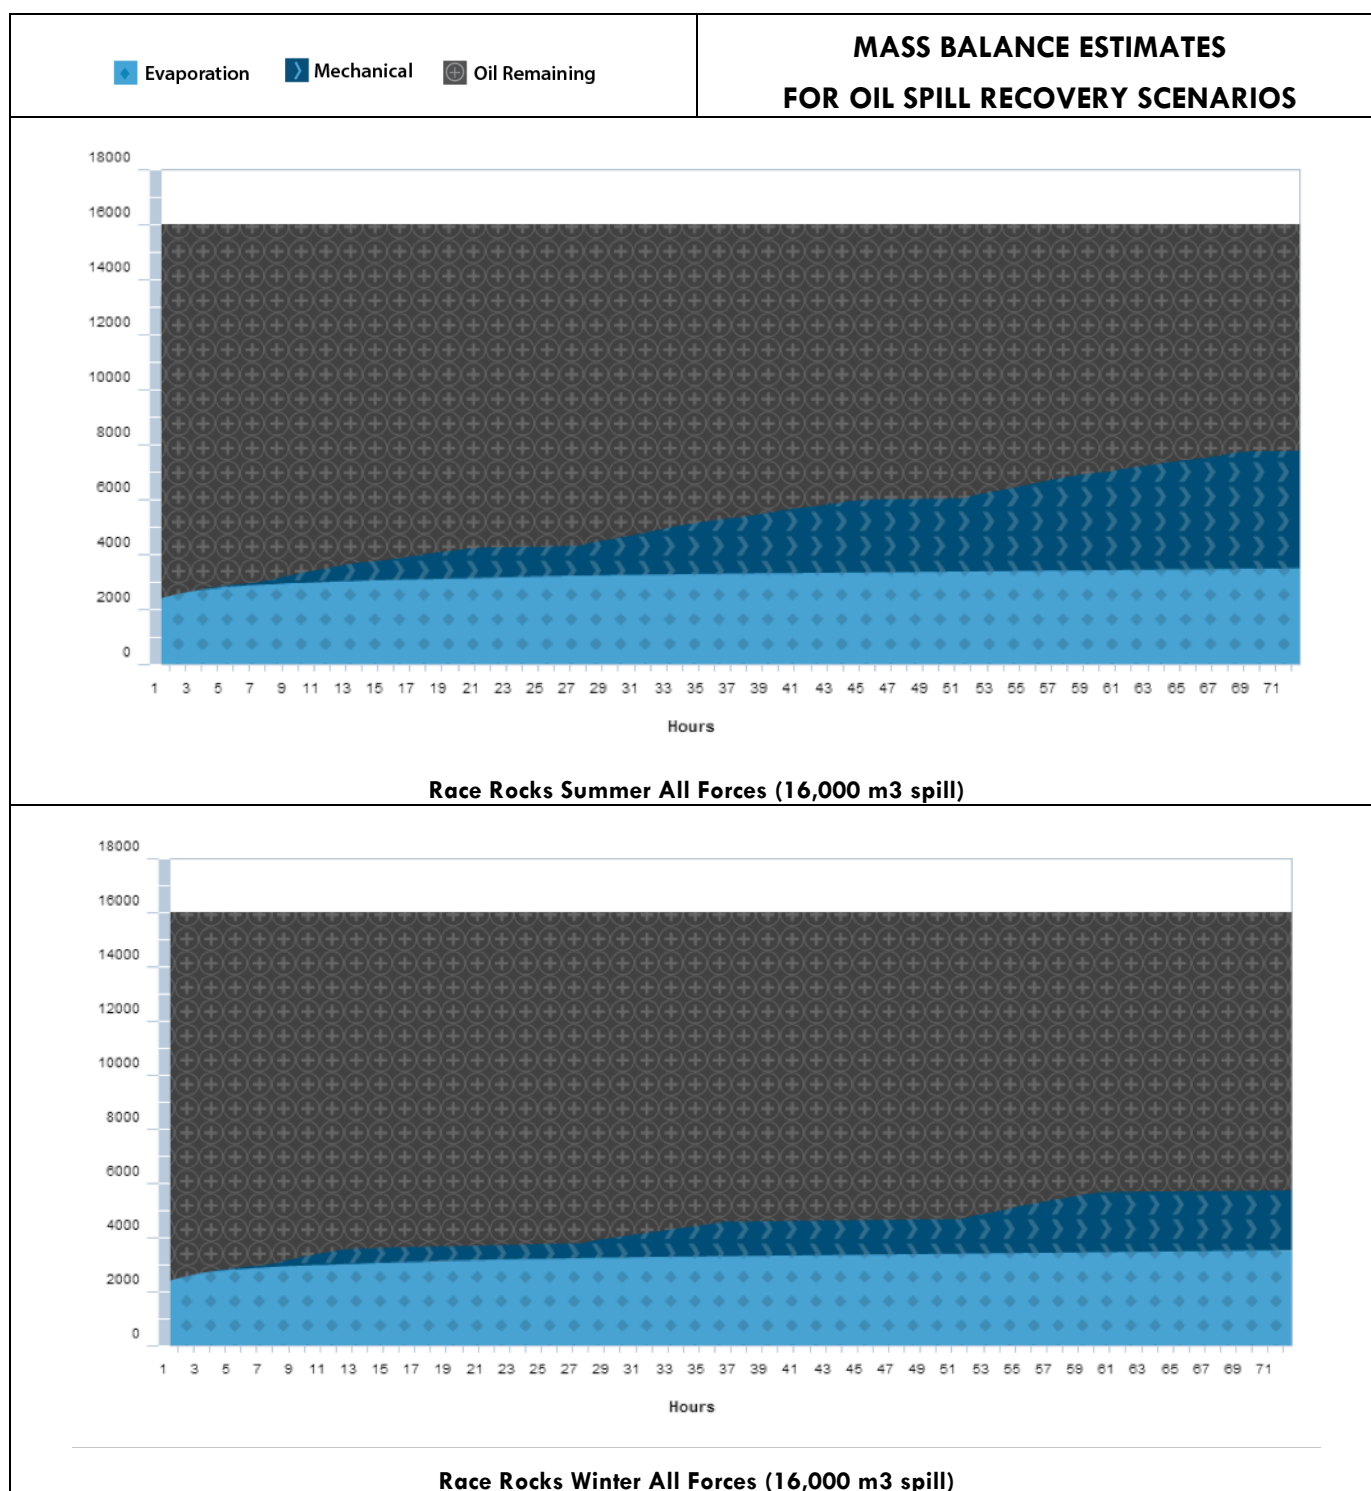 Evaporation Mechanical Oil Remaining
MASS BALANCE ESTIMATES
FOR OIL SPILL RECOVERY SCENARIOS
18000
16000
14000
12000
10000
8000
6000
4000
2000
0
1 3 5 7 9 11 13 15 17 19 21 23 25 27 29 31 33 35 37 39 41 43 45 47 49 51 53 55 57 59 61 63 65 67 69 71
Hours
Race Rocks Summer All Forces (16,000 m3 spill)
18000
16000
14000
12000
10000
8000
6000
4000
2000
0
1 3 5 7 9 11 13 15 17 19 21 23 25 27 29 31 33 35 37 39 41 43 45 47 49 51 53 55 57 59 61 63 65 67 69 71
Hours
Race Rocks Winter All Forces (16,000 m3 spill)